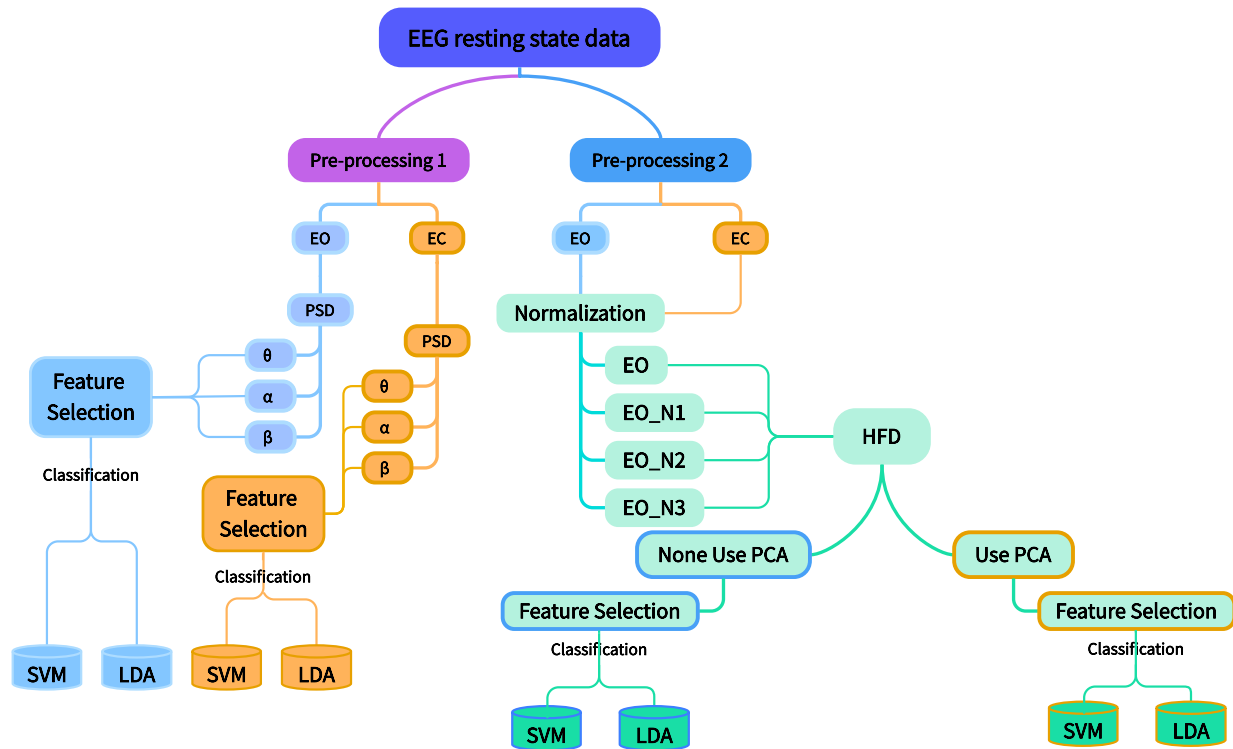 EEG resting state data
Pre-processing 1
Pre-processing 2
EO
EC
EO
EC
PSD
Normalization
PSD
θ
α
β
Feature
Selection
θ
α
β
EO
EO_N1
EO_N2
EO_N3
HFD
Classification
Feature
Selection
None Use PCA
Use PCA
Classification
Feature Selection
Feature Selection
Classification
Classification
SVM
LDA
SVM
LDA
SVM
LDA
SVM
LDA